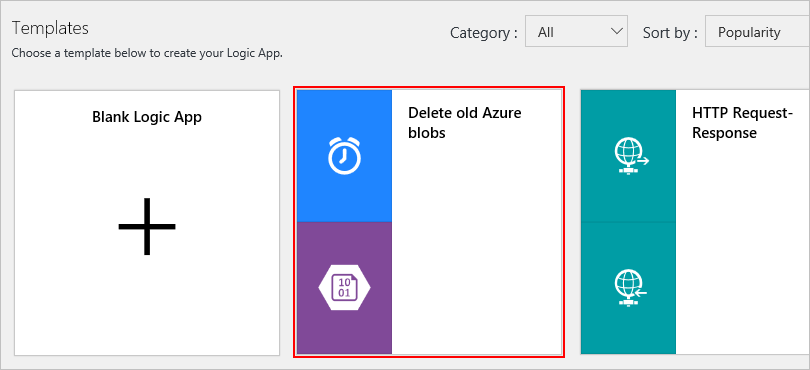 Templates
Choose a template below to create your Logic App.
Category :
All
Sort by :
Popularity
Blank Logic App
Delete old Azure
blobs
10
01
HTTP Request-
Response